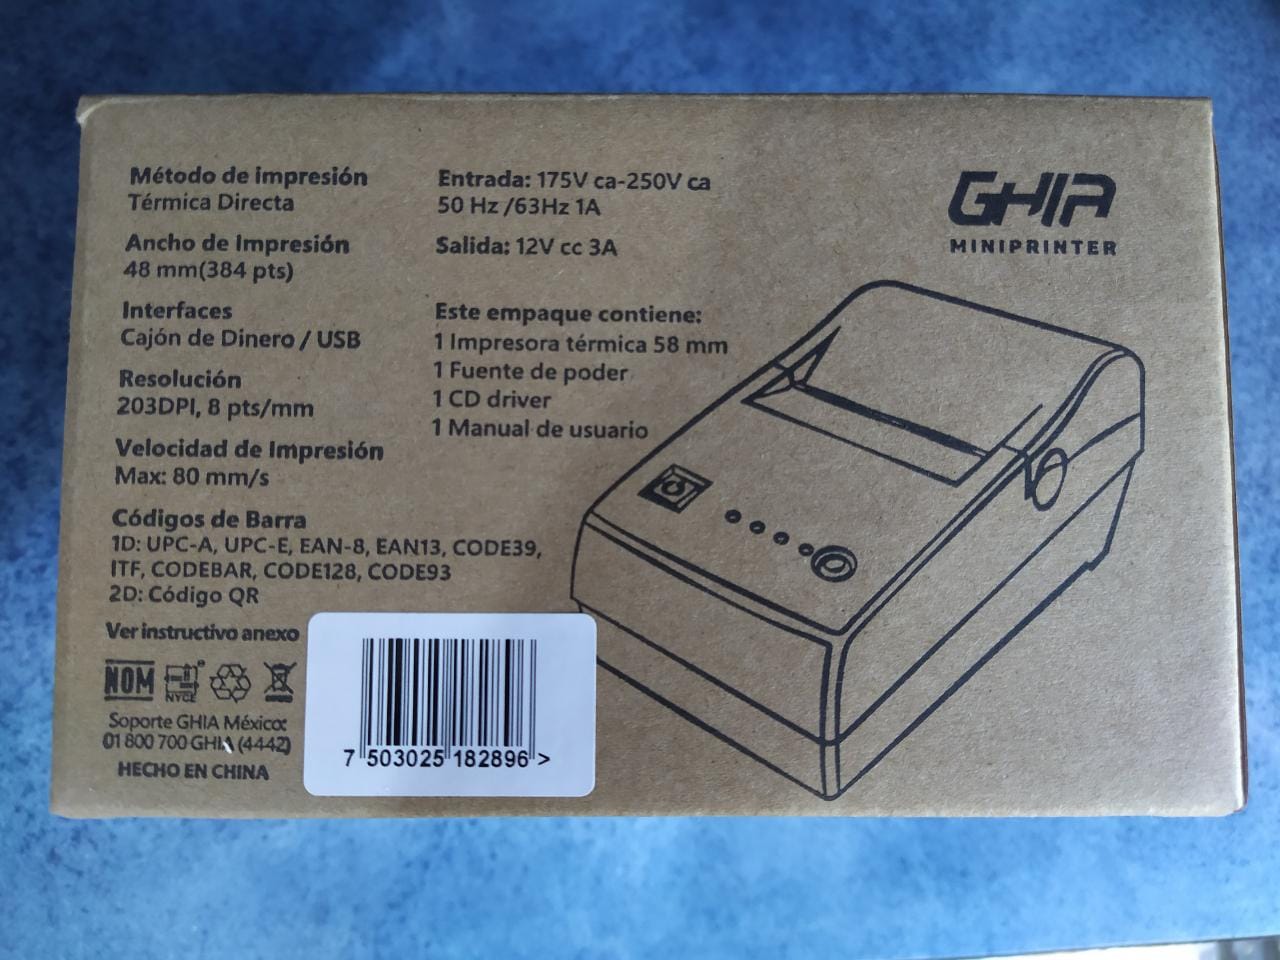 Método de impresión
Térmica Directa
Ancho de Impresión
48 mm(384 pts)
Interfaces
Cajón de Dinero / USB
Resolución
203DPI, 8 pts/mm
Velocidad de Impresión
Max: 80 mm/s
Códigos de Barra
1D: UPC-A, UPC-E, EAN-8, EAN13, CODE39,
ITF, CODEBAR, CODE128, CODE93
2D: Código QR
Ver instructivo anexo
NOM
NYCE
Soporte GHIA México:
01 800 700 GHIA (4442)
HECHO EN CHINA
Entrada: 175V ca-250V ca
50 Hz /63Hz 1A
Salida: 12V cc 3A
Este empaque contiene:
1 Impresora térmica 58 mm
1 Fuente de poder
1 CD driver
1 Manual de usuario
GHIA
MINIPRINTER
7 503025 182896 >